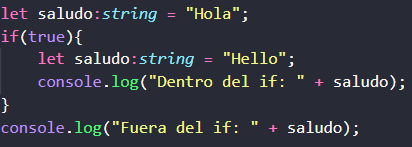 let saludo:string = "Hola";
if(true){
    let saludo:string = "Hello";
    console.log("Dentro del if: " + saludo);
}
console.log("Fuera del if: " + saludo);